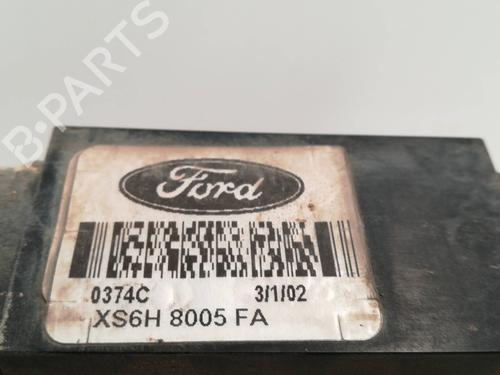 B-PARTS
Ford
0374C 3/1/02
XS6H 8005 FA